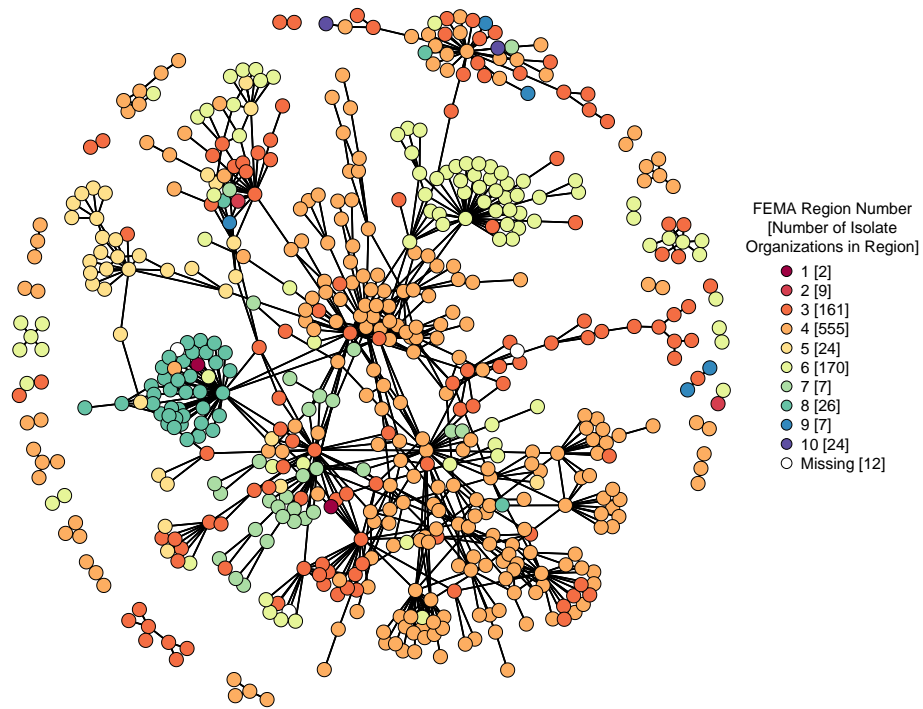 FEMA Region Number
[Number of Isolate
Organizations in Region]
1 [2]
2 [9]
3 [161]
4 [555]
5 [24]
6 [170]
7 [7]
8 [26]
9 [7]
10 [24]
Missing [12]